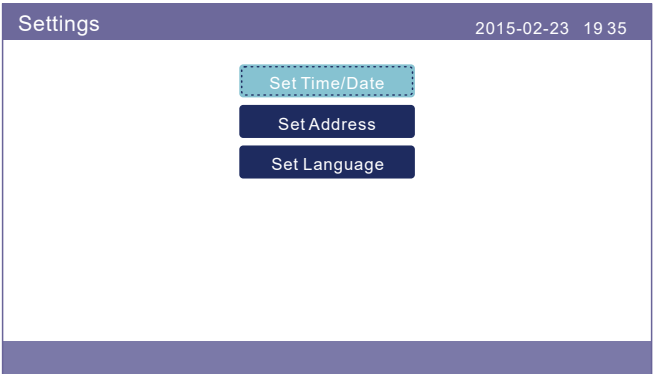 Settings
2015-02-23 19 35
Set Time/Date
Set Address
Set Language